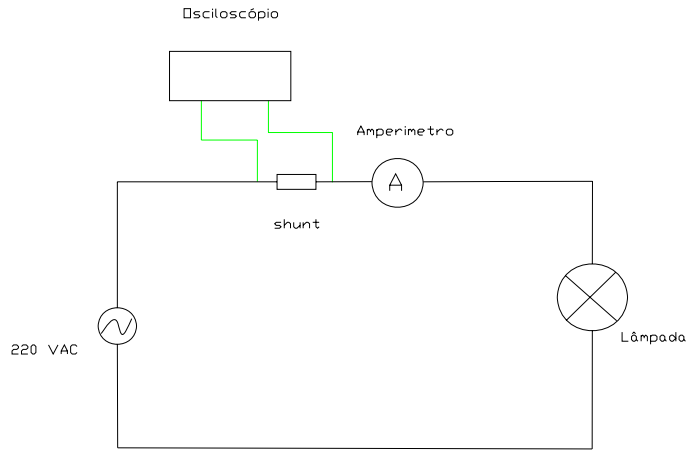 Osciloscópio
Amperimetro
A
shunt
220 VAC
Lâmpada